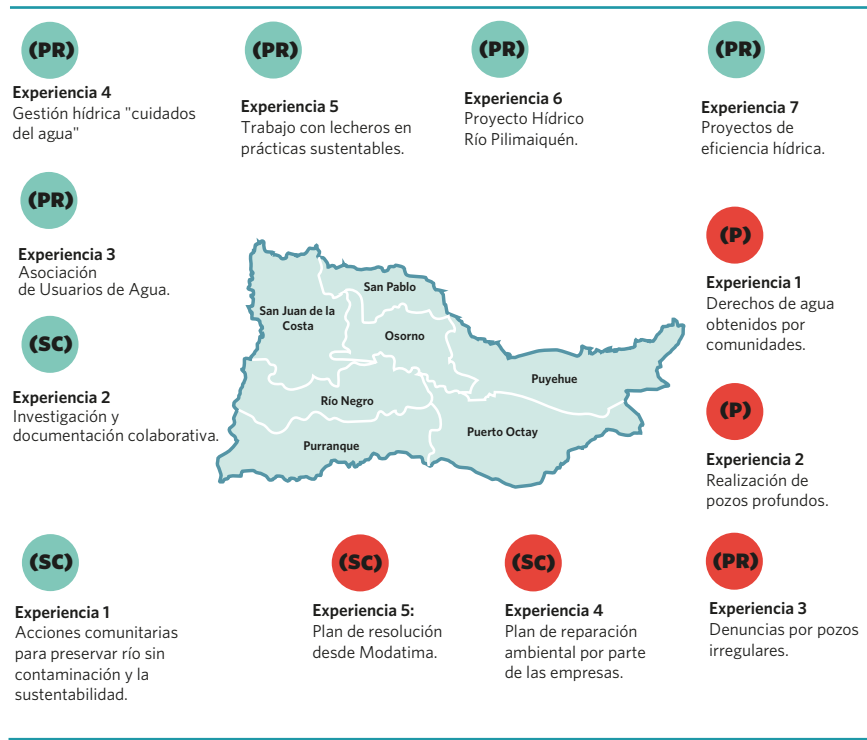 (PR)
Experiencia 4
Gestión hídrica "cuidados
del agua"
(PR)
Experiencia 5
Trabajo con lecheros en
prácticas sustentables.
(PR)
Experiencia 6
Proyecto Hídrico
Río Pilimaiquén.
(PR)
Experiencia 7
Proyectos de
eficiencia hídrica.
(PR)
Experiencia 3
Asociación
de Usuarios de Agua.
(SC)
Experiencia 2
Investigación y
documentación colaborativa.
San Pablo
San Juan de la
Costa
Osorno
Puyehue
Río Negro
Puerto Octay
Purranque
(P)
Experiencia 1
Derechos de agua
obtenidos por
comunidades.
(P)
Experiencia 2
Realización de
pozos profundos.
(SC)
Experiencia 1
Acciones comunitarias
para preservar río sin
contaminación y la
sustentabilidad.
(SC)
Experiencia 5:
Plan de resolución
desde Modatima.
(SC)
Experiencia 4
Plan de reparación
ambiental por parte
de las empresas.
(PR)
Experiencia 3
Denuncias por pozos
irregulares.